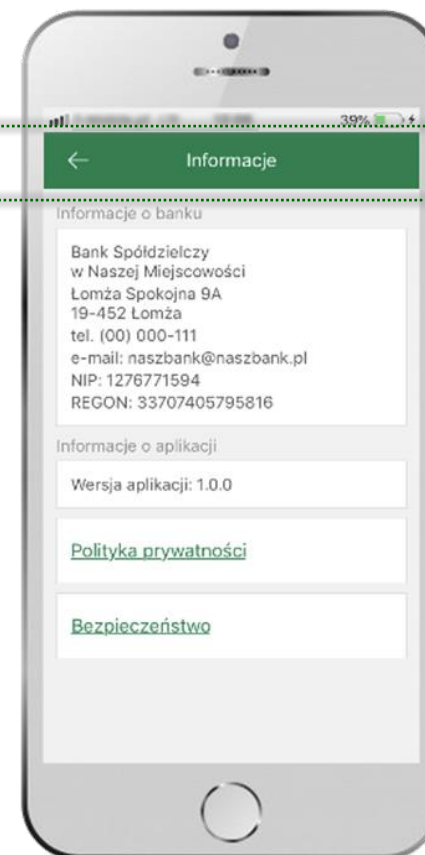 39%
Informacje
Informacje o banku
Bank Spółdzielczy
w Naszej Miejscowości
Łomża Spokojna 9A
19-452 Łomża
tel. (00) 000-111
e-mail: naszbank@naszbank.pl
NIP: 1276771594
REGON: 33707405795816
Informacje o aplikacji
Wersja aplikacji: 1.0.0
Polityka prywatności
Bezpieczeństwo